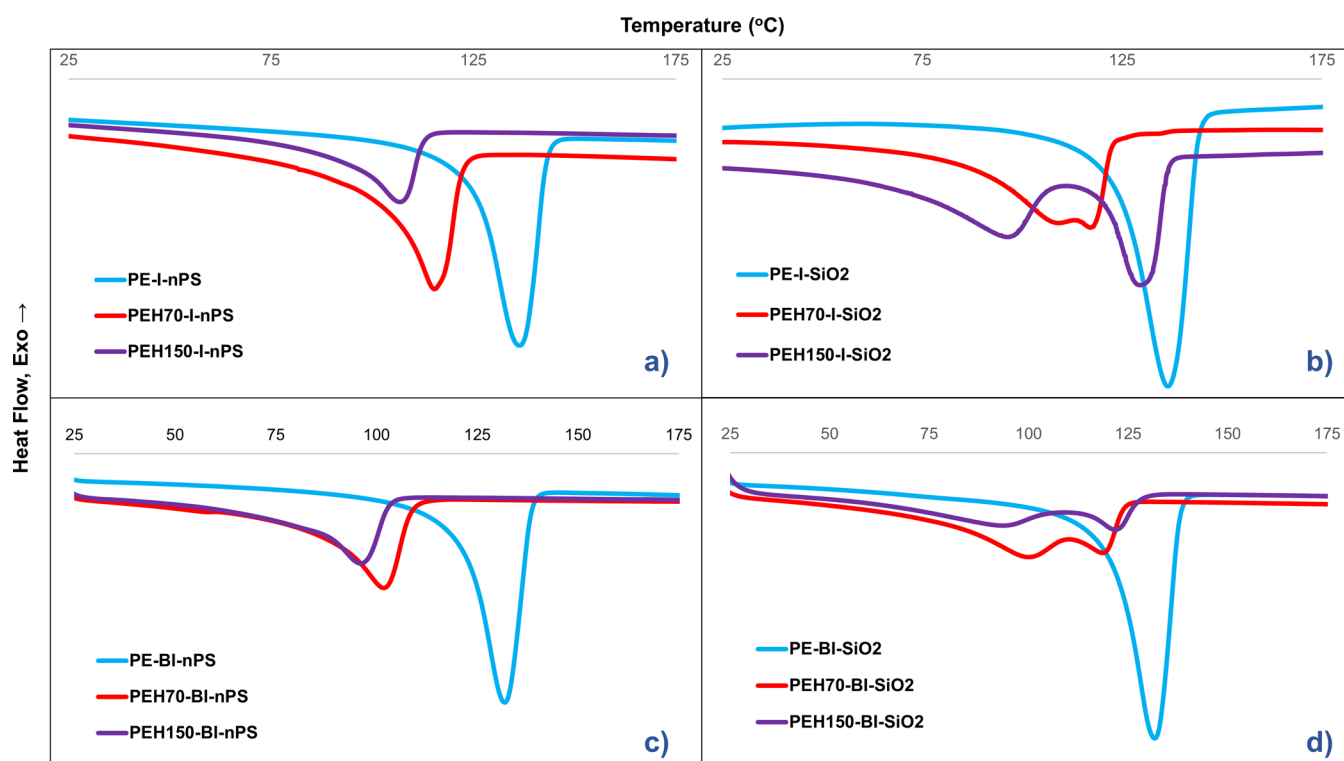 Temperature (°C)
25 75 125 175
25 125 175
PE-I-nPS
PEH70-I-nPS
PEH150-I-nPS
a)
PE-I-SiO2
PEH70-I-SiO2
PEH150-I-SiO2
b)
Heat Flow, Exo →
25 50 75 100 125 150 175
25 50 75 100 125 150 175
PE-BI-nPS
PEH70-BI-nPS
PEH150-BI-nPS
c)
PE-BI-SiO2
PEH70-BI-SiO2
PEH150-BI-SiO2
d)